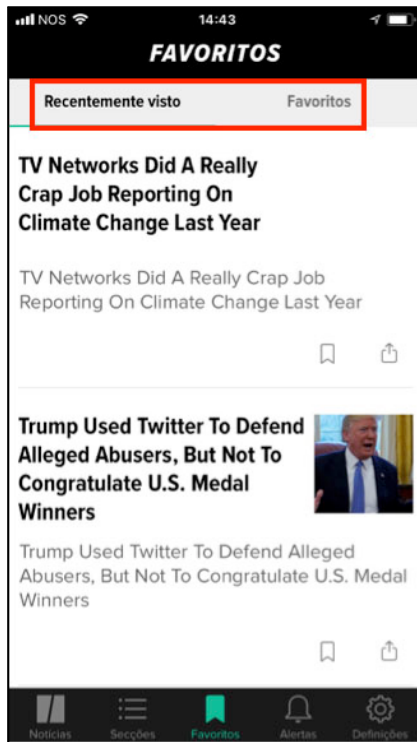 NOS 14:43
FAVORITOS
Recentemente visto Favoritos
TV Networks Did A Really
Crap Job Reporting On
Climate Change Last Year
TV Networks Did A Really Crap Job
Reporting On Climate Change Last Year
Trump Used Twitter To Defend
Alleged Abusers, But Not To
Congratulate U.S. Medal
Winners
Trump Used Twitter To Defend Alleged
Abusers, But Not To Congratulate U.S. Medal
Winners
Notícias Secções Favoritos Alertas Definições